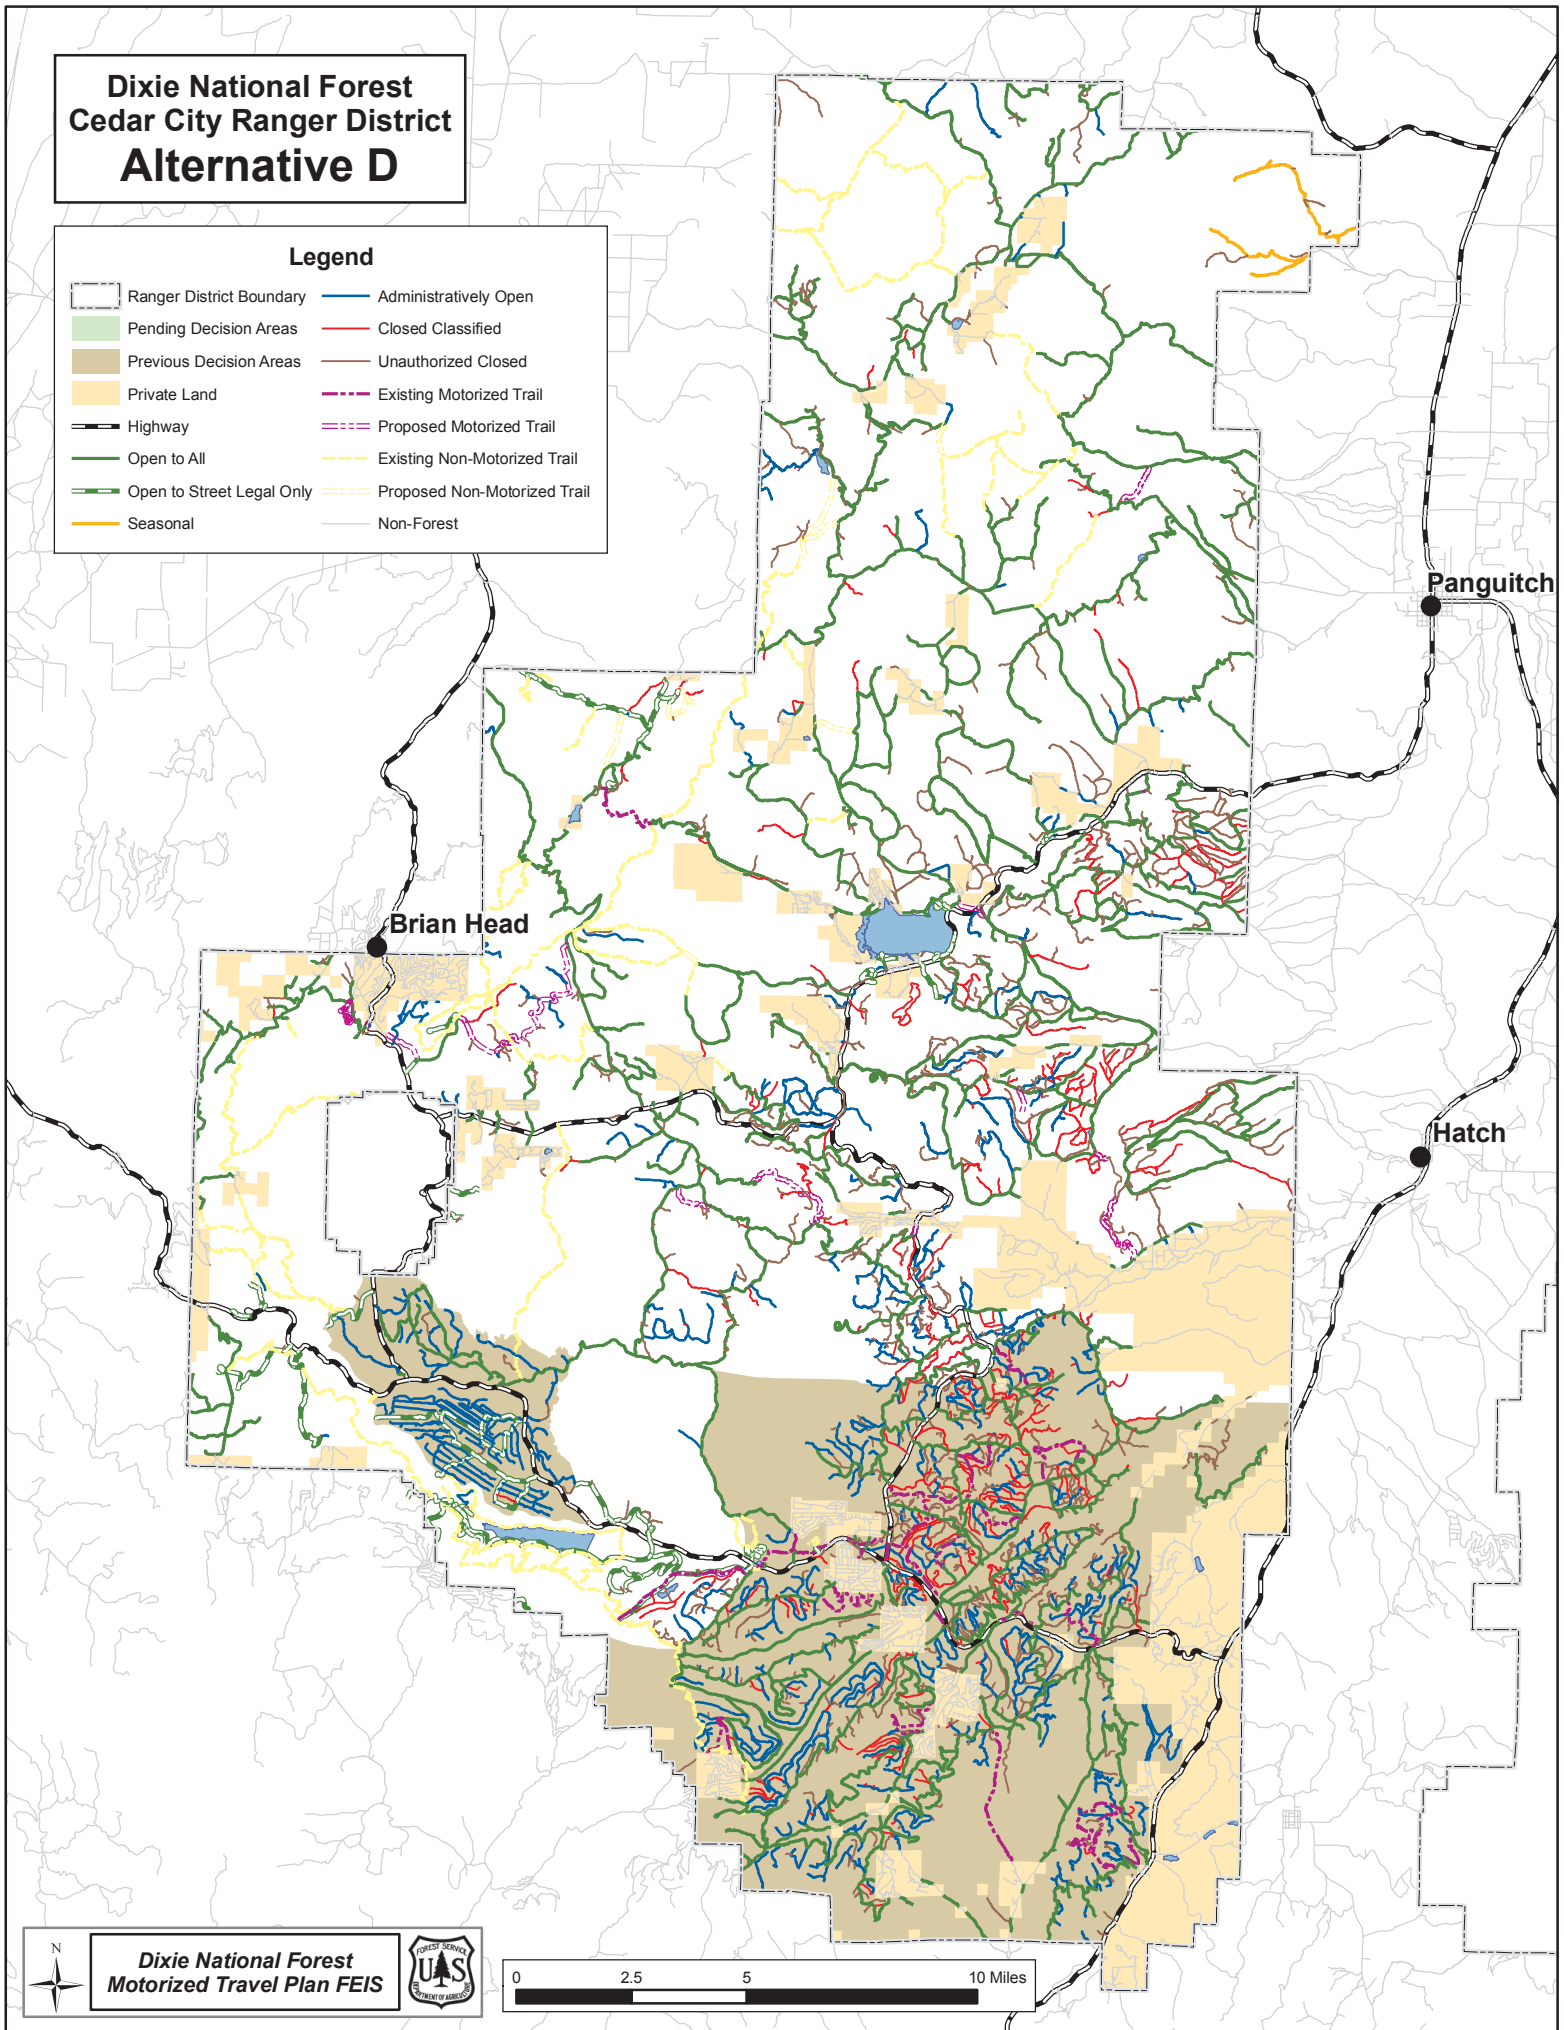 Dixie National Forest
Cedar City Ranger District
Alternative D
Legend
Ranger District Boundary
Pending Decision Areas
Previous Decision Areas
Private Land
Highway
Open to All
Open to Street Legal Only
Seasonal
Administratively Open
Closed Classified
Unauthorized Closed
Existing Motorized Trail
Proposed Motorized Trail
Existing Non-Motorized Trail
Proposed Non-Motorized Trail
Non-Forest
Panguitch
Brian Head
Hatch
N
Dixie National Forest
Motorized Travel Plan FEIS
FOREST SERVICE
U S
DEPARTMENT OF AGRICULTURE
0 2.5 5 10 Miles